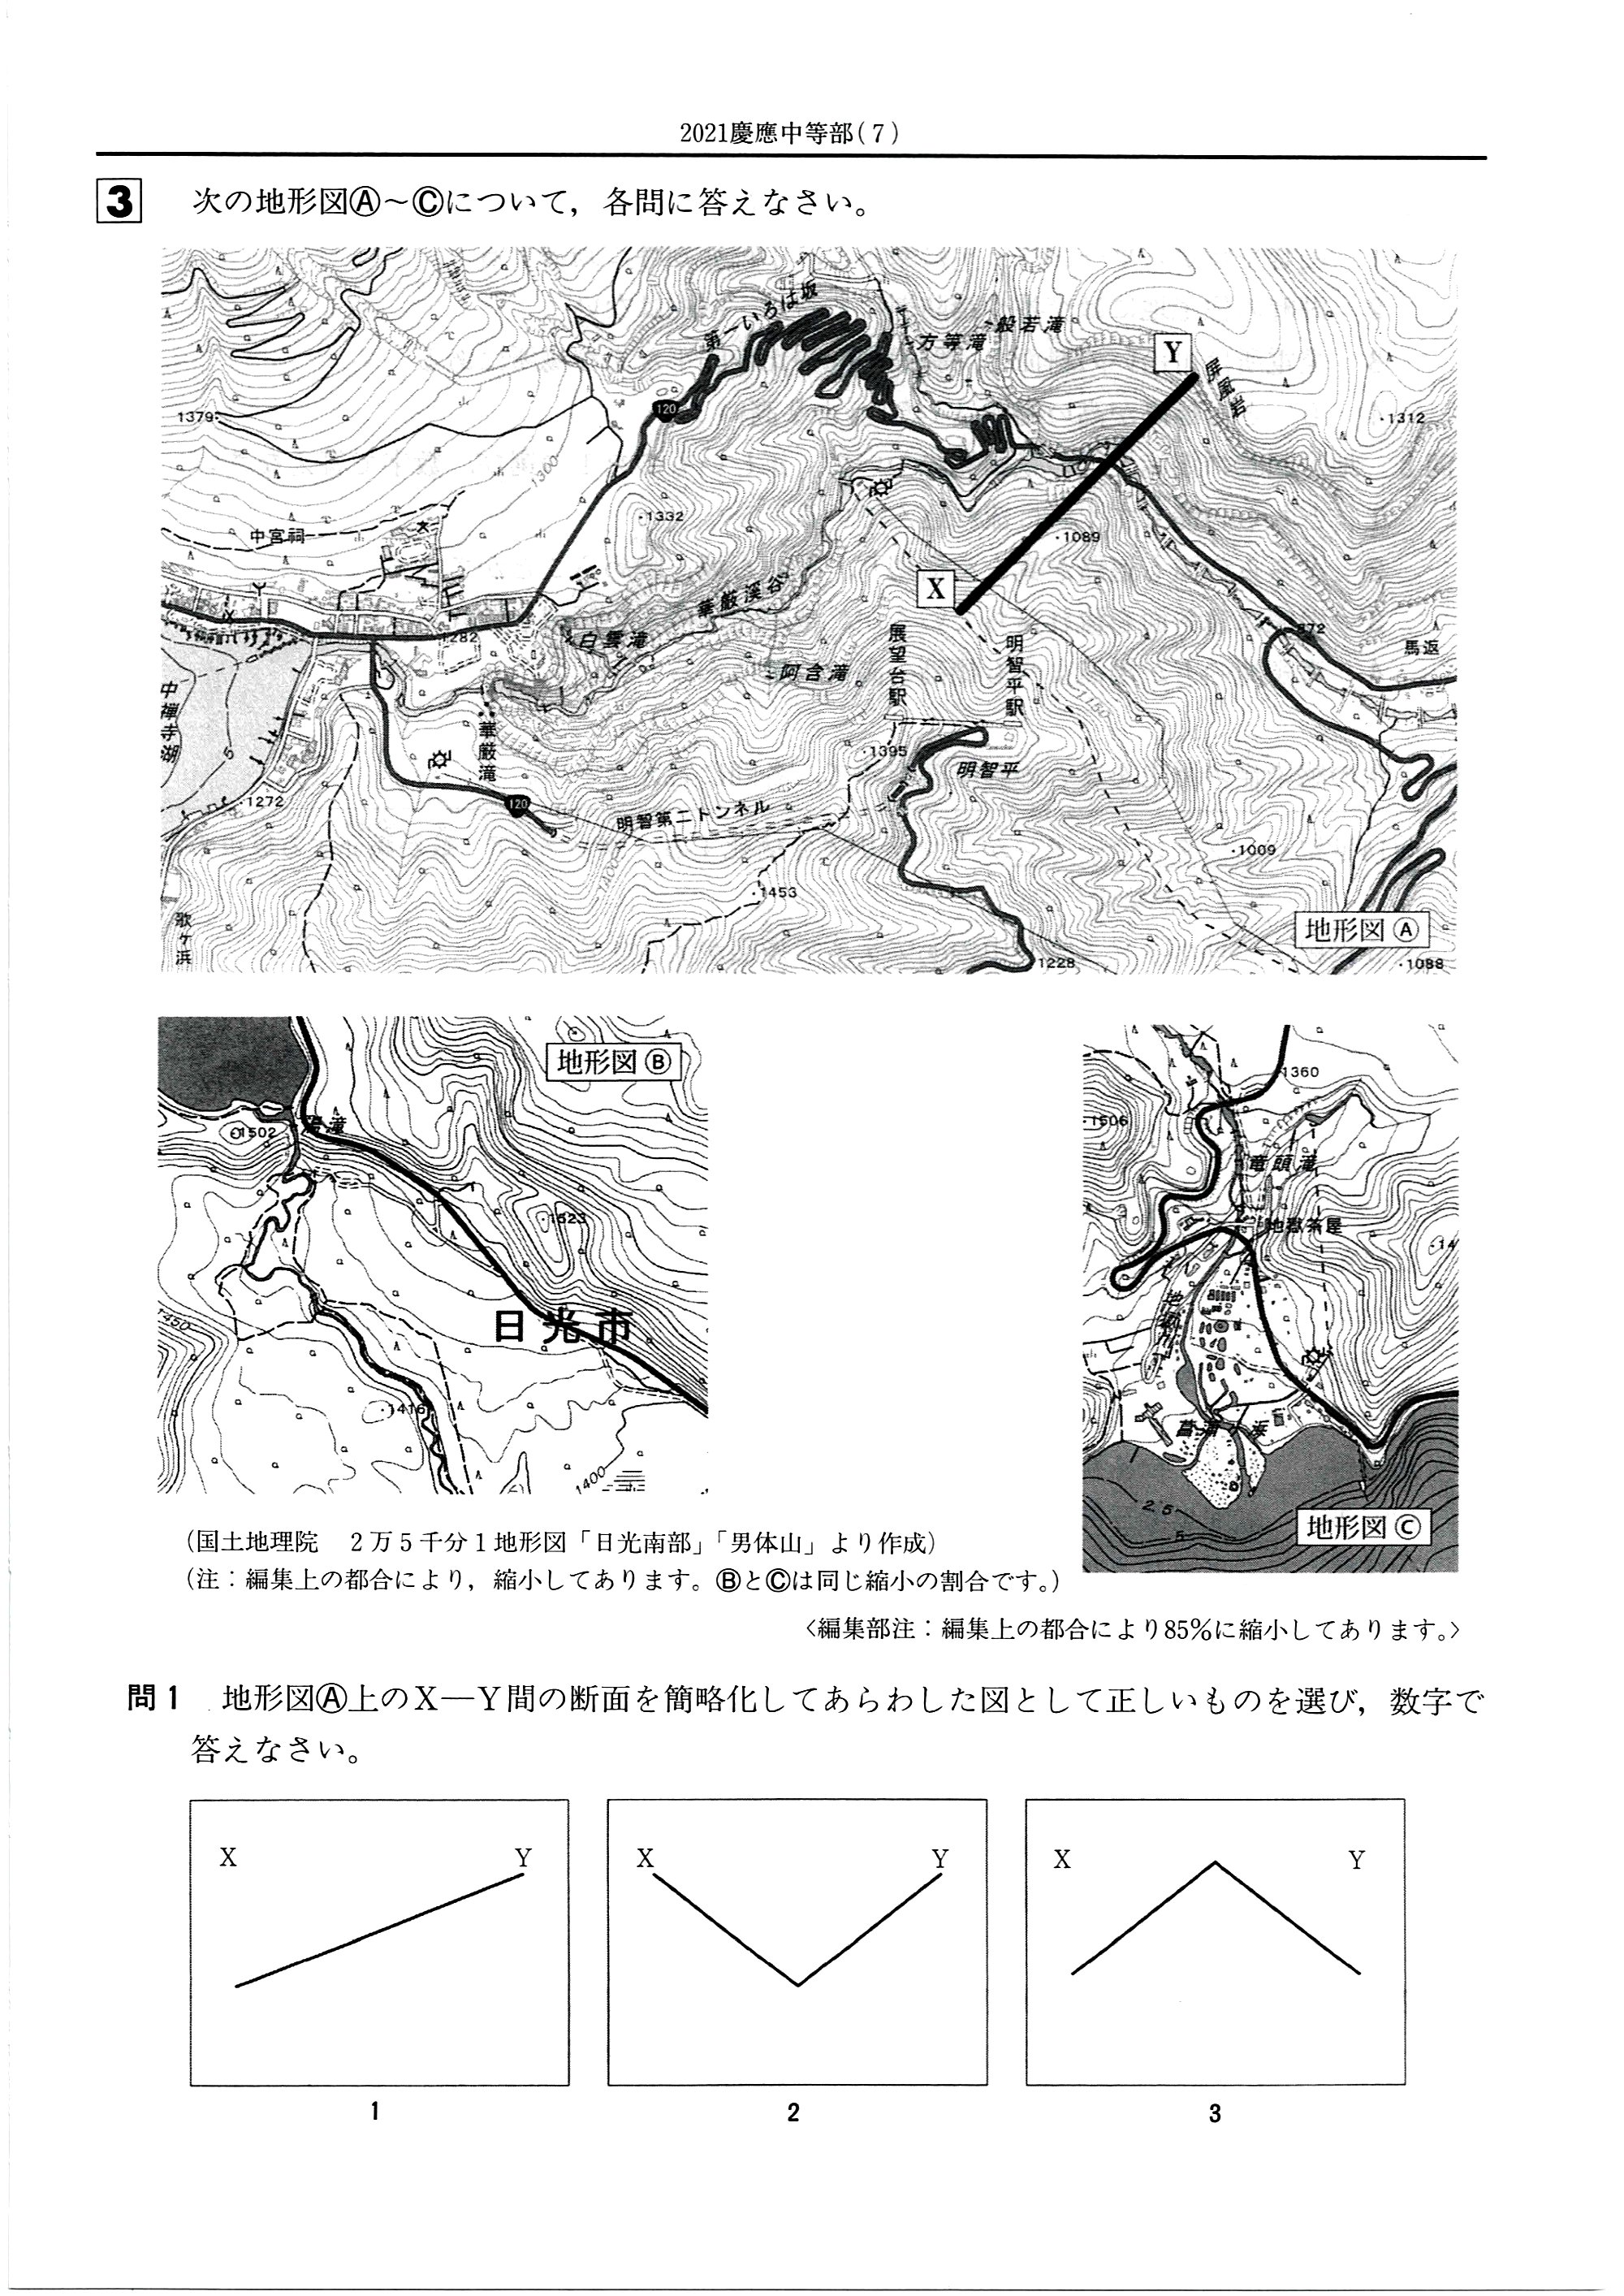 2021慶應中等部(7)
3 次の地形図Ⓐ〜Ⓒについて，各問に答えなさい。
第一いろは坂
般若滝
方等滝
Y
屏風岩
120
1379
1312
1300
1332
中宮祠
1089
X
華厳渓谷
白雲滝
1282
展望台駅
明智平駅
872
馬返
阿含滝
中禅寺湖
5
華厳滝
1395
明智平
1272
120
明智第二トンネル
1009
1400
1453
歌ヶ浜
地形図Ⓐ
1228
1088
地形図Ⓑ
湯滝
1502
1523
1450
日光市
1416
1400
1360
1506
竜頭滝
地獄茶屋
14
菖蒲ヶ浜
2.5
5
地形図Ⓒ
（国土地理院　2万5千分1地形図「日光南部」「男体山」より作成）
（注：編集上の都合により，縮小してあります。ⒷとⒸは同じ縮小の割合です。）
〈編集部注：編集上の都合により85％に縮小してあります。〉
問1　地形図Ⓐ上のX—Y間の断面を簡略化してあらわした図として正しいものを選び，数字で
答えなさい。
X Y
X Y
X Y
1
2
3